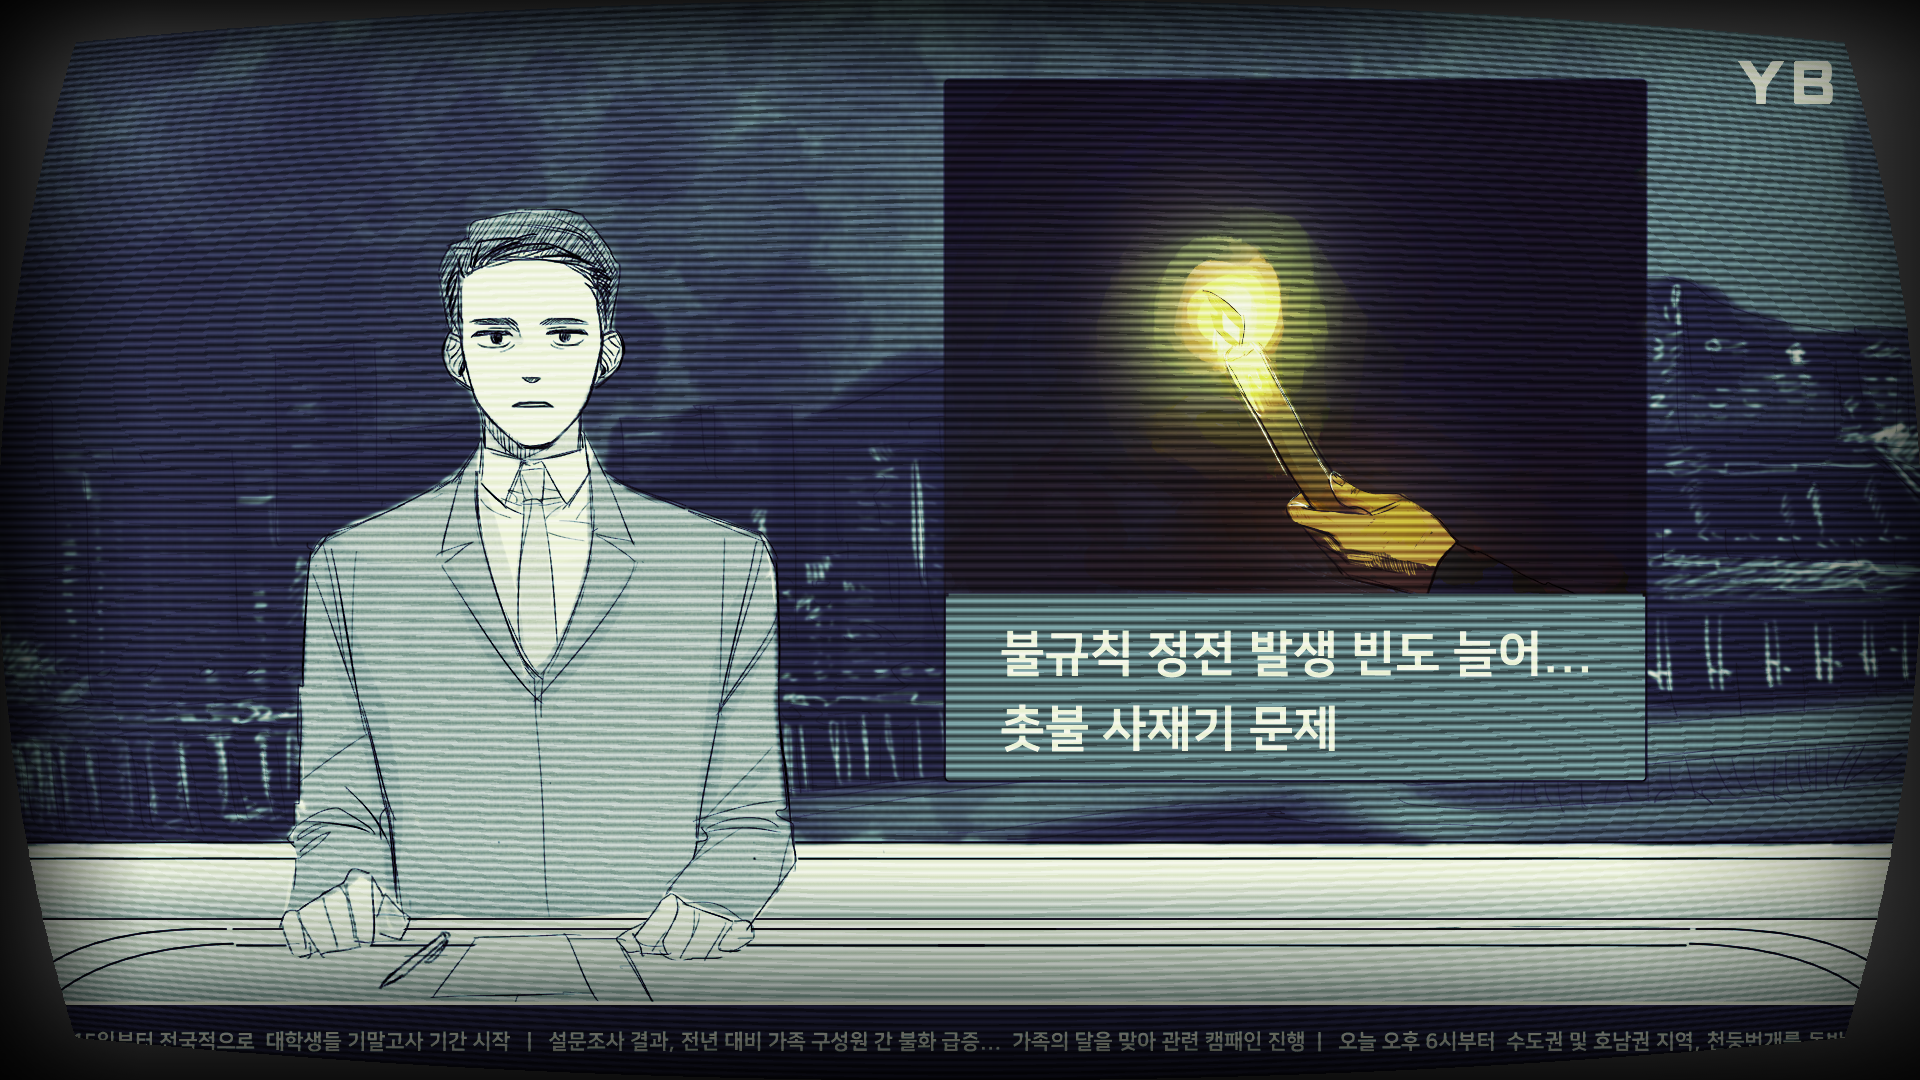 YB
불규칙 정전 발생 빈도 늘어...
촛불 사재기 문제
전국적으로 대학생들 기말고사 기간 시작 | 설문조사 결과, 전년 대비 가족 구성원 간 불화 급증... 가족의 달을 맞아 관련 캠페인 진행 | 오늘 오후 6시부터 수도권 및 호남권 지역, 천둥번개를